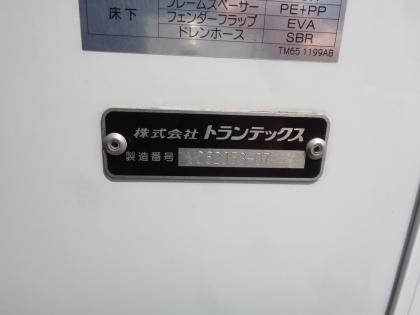 床下
フレームスペーサー PE+PP
フェンダーフラップ EVA
ドレンホース SBR
TM65 1199AB
株式会社 トランテックス
製造番号